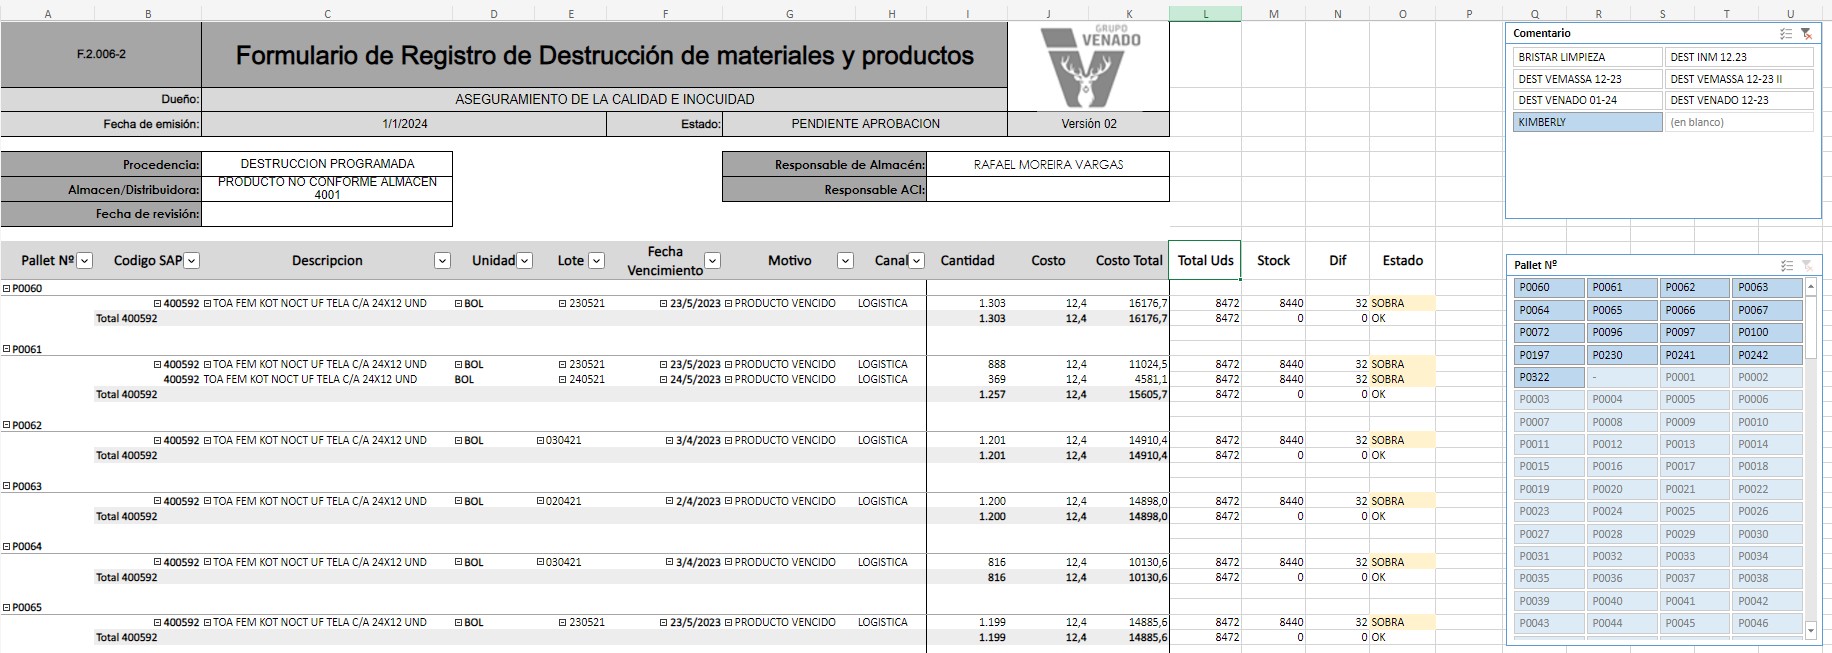 A B C D E F G H I J K L M N O P Q R S T U
F.2.006-2 Formulario de Registro de Destrucción de materiales y productos
GRUPO
VENADO
Dueño: ASEGURAMIENTO DE LA CALIDAD E INOCUIDAD
Fecha de emisión: 1/1/2024 Estado: PENDIENTE APROBACION Versión 02
Procedencia: DESTRUCCION PROGRAMADA Responsable de Almacén: RAFAEL MOREIRA VARGAS
Almacen/Distribuidora: PRODUCTO NO CONFORME ALMACEN 4001 Responsable ACI:
Fecha de revisión:
Pallet Nº Codigo SAP Descripcion Unidad Lote Fecha Vencimiento Motivo Canal Cantidad Costo Costo Total Total Uds Stock Dif Estado
P0060
400592 TOA FEM KOT NOCT UF TELA C/A 24X12 UND BOL 230521 23/5/2023 PRODUCTO VENCIDO LOGISTICA 1.303 12,4 16176,7 8472 8440 32 SOBRA
Total 400592 1.303 12,4 16176,7 8472 0 0 OK
P0061
400592 TOA FEM KOT NOCT UF TELA C/A 24X12 UND BOL 230521 23/5/2023 PRODUCTO VENCIDO LOGISTICA 888 12,4 11024,5 8472 8440 32 SOBRA
400592 TOA FEM KOT NOCT UF TELA C/A 24X12 UND BOL 240521 24/5/2023 PRODUCTO VENCIDO LOGISTICA 369 12,4 4581,1 8472 8440 32 SOBRA
Total 400592 1.257 12,4 15605,7 8472 0 0 OK
P0062
400592 TOA FEM KOT NOCT UF TELA C/A 24X12 UND BOL 030421 3/4/2023 PRODUCTO VENCIDO LOGISTICA 1.201 12,4 14910,4 8472 8440 32 SOBRA
Total 400592 1.201 12,4 14910,4 8472 0 0 OK
P0063
400592 TOA FEM KOT NOCT UF TELA C/A 24X12 UND BOL 020421 2/4/2023 PRODUCTO VENCIDO LOGISTICA 1.200 12,4 14898,0 8472 8440 32 SOBRA
Total 400592 1.200 12,4 14898,0 8472 0 0 OK
P0064
400592 TOA FEM KOT NOCT UF TELA C/A 24X12 UND BOL 030421 3/4/2023 PRODUCTO VENCIDO LOGISTICA 816 12,4 10130,6 8472 8440 32 SOBRA
Total 400592 816 12,4 10130,6 8472 0 0 OK
P0065
400592 TOA FEM KOT NOCT UF TELA C/A 24X12 UND BOL 230521 23/5/2023 PRODUCTO VENCIDO LOGISTICA 1.199 12,4 14885,6 8472 8440 32 SOBRA
Total 400592 1.199 12,4 14885,6 8472 0 0 OK
Comentario
BRISTAR LIMPIEZA DEST INM 12.23
DEST VEMASSA 12-23 DEST VEMASSA 12-23 II
DEST VENADO 01-24 DEST VENADO 12-23
KIMBERLY (en blanco)
Pallet Nº
P0060 P0061 P0062 P0063
P0064 P0065 P0066 P0067
P0072 P0096 P0097 P0100
P0197 P0230 P0241 P0242
P0322 - P0001 P0002
P0003 P0004 P0005 P0006
P0007 P0008 P0009 P0010
P0011 P0012 P0013 P0014
P0015 P0016 P0017 P0018
P0019 P0020 P0021 P0022
P0023 P0024 P0025 P0026
P0027 P0028 P0029 P0030
P0031 P0032 P0033 P0034
P0035 P0036 P0037 P0038
P0039 P0040 P0041 P0042
P0043 P0044 P0045 P0046